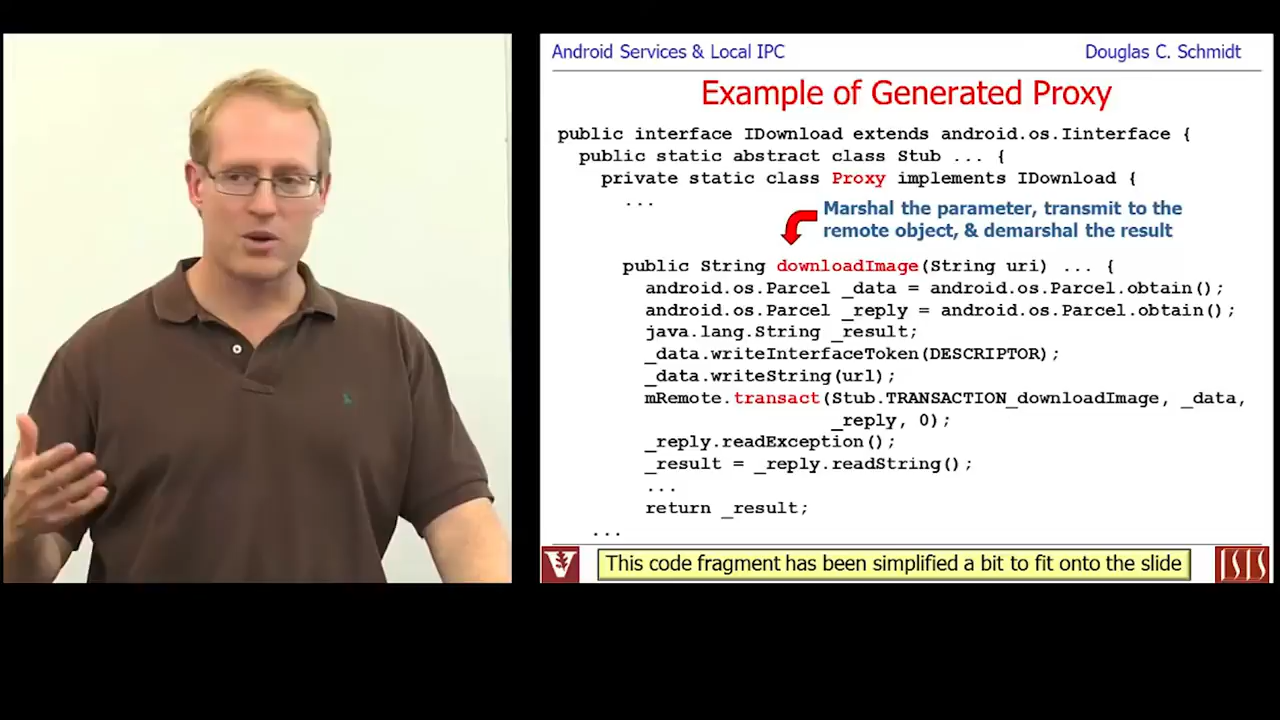 Android Services & Local IPC
Douglas C. Schmidt
Example of Generated Proxy
public interface IDownload extends android.os.Iinterface {
public static abstract class Stub ... {
private static class Proxy implements IDownload {
...
Marshal the parameter, transmit to the
remote object, & demarshal the result
public String downloadImage(String uri) ... {
android.os.Parcel _data = android.os.Parcel.obtain();
android.os.Parcel _reply = android.os.Parcel.obtain();
java.lang.String _result;
_data.writeInterfaceToken(DESCRIPTOR);
_data.writeString(url);
mRemote.transact(Stub.TRANSACTION_downloadImage, _data,
_reply, 0);
_reply.readException();
_result = _reply.readString();
...
return _result;
...
This code fragment has been simplified a bit to fit onto the slide
V
ISIS